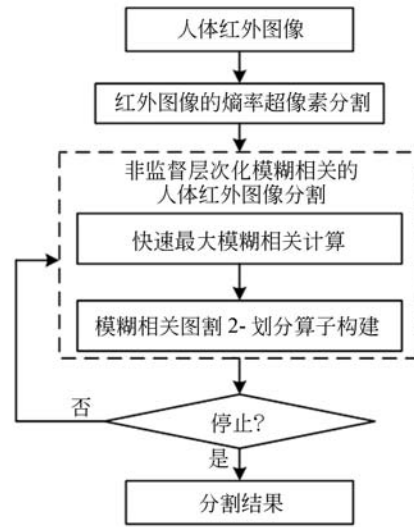 人体红外图像
红外图像的熵率超像素分割
非监督层次化模糊相关的
人体红外图像分割
快速最大模糊相关计算
模糊相关图割 2- 划分算子构建
否
停止?
是
分割结果